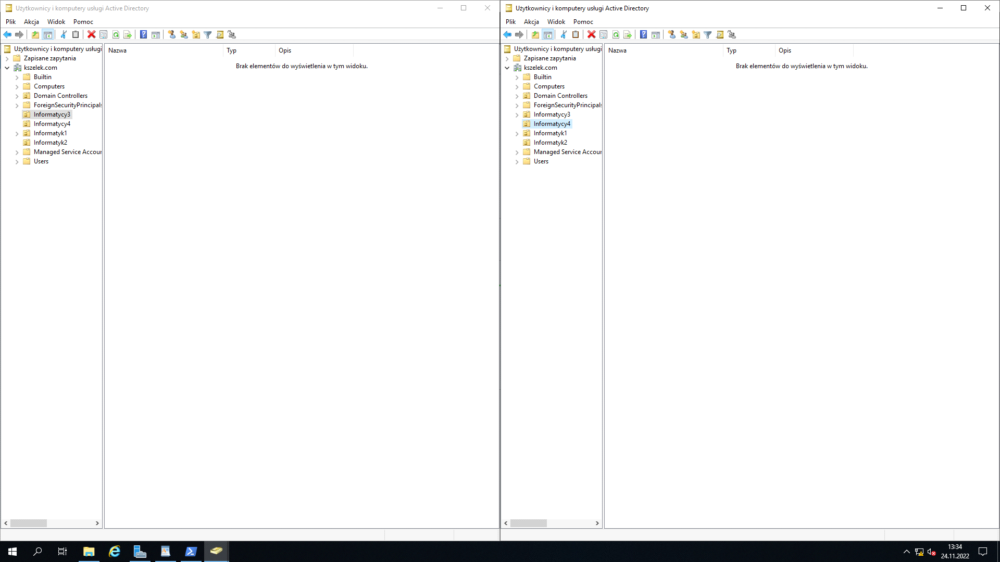 Użytkownicy i komputery usługi Active Directory
Plik Akcja Widok Pomoc
Użytkownicy i komputery usługi
Zapisane zapytania
kszelek.com
Builtin
Computers
Domain Controllers
ForeignSecurityPrincipals
Informatycy3
Informatycy4
Informatyk1
Informatyk2
Managed Service Accour
Users
Nazwa Typ Opis
Brak elementów do wyświetlenia w tym widoku.
Użytkownicy i komputery usługi Active Directory
Plik Akcja Widok Pomoc
Użytkownicy i komputery usługi
Zapisane zapytania
kszelek.com
Builtin
Computers
Domain Controllers
ForeignSecurityPrincipals
Informatycy3
Informatycy4
Informatyk1
Informatyk2
Managed Service Accour
Users
Nazwa Typ Opis
Brak elementów do wyświetlenia w tym widoku.
13:34
24.11.2022